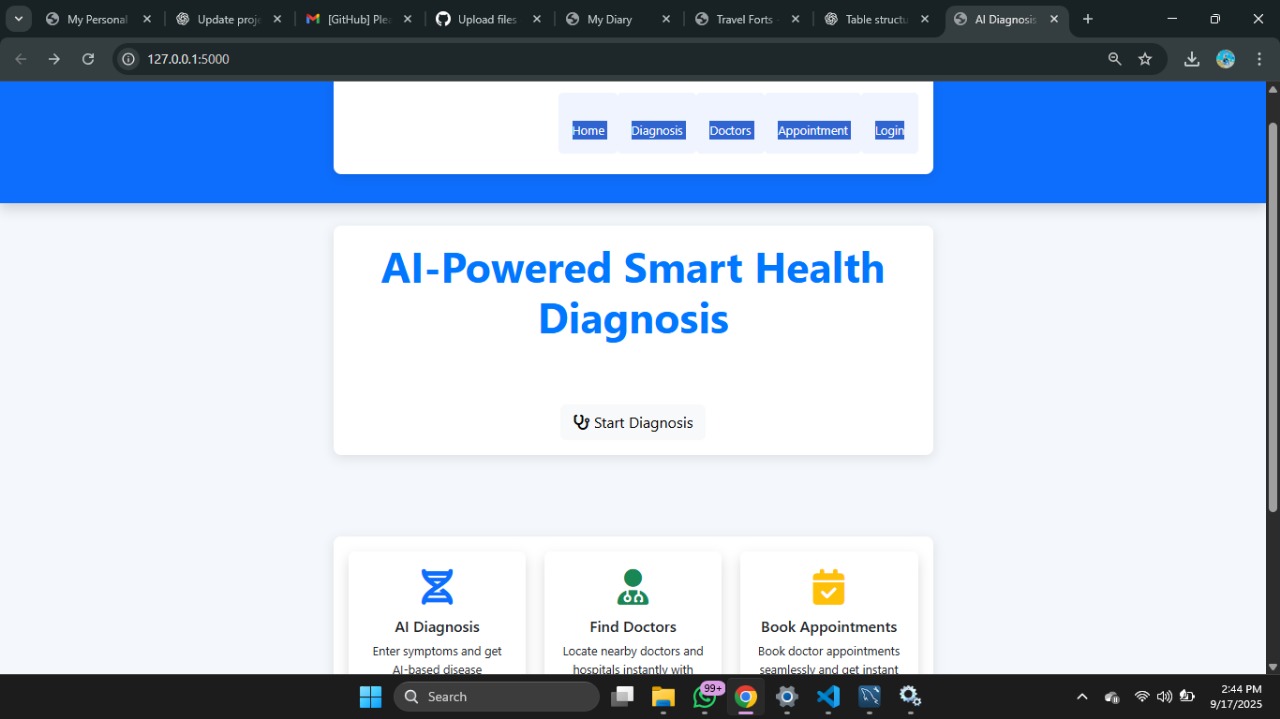 My Personal
Update proje
[GitHub] Plea
Upload files
My Diary
Travel Forts
Table structu
AI Diagnosis
127.0.0.1:5000
Home
Diagnosis
Doctors
Appointment
Login
AI-Powered Smart Health
Diagnosis
Start Diagnosis
AI Diagnosis
Enter symptoms and get
AI-based disease
Find Doctors
Locate nearby doctors and
hospitals instantly with
Book Appointments
Book doctor appointments
seamlessly and get instant
Search
99+
2:44 PM
9/17/2025